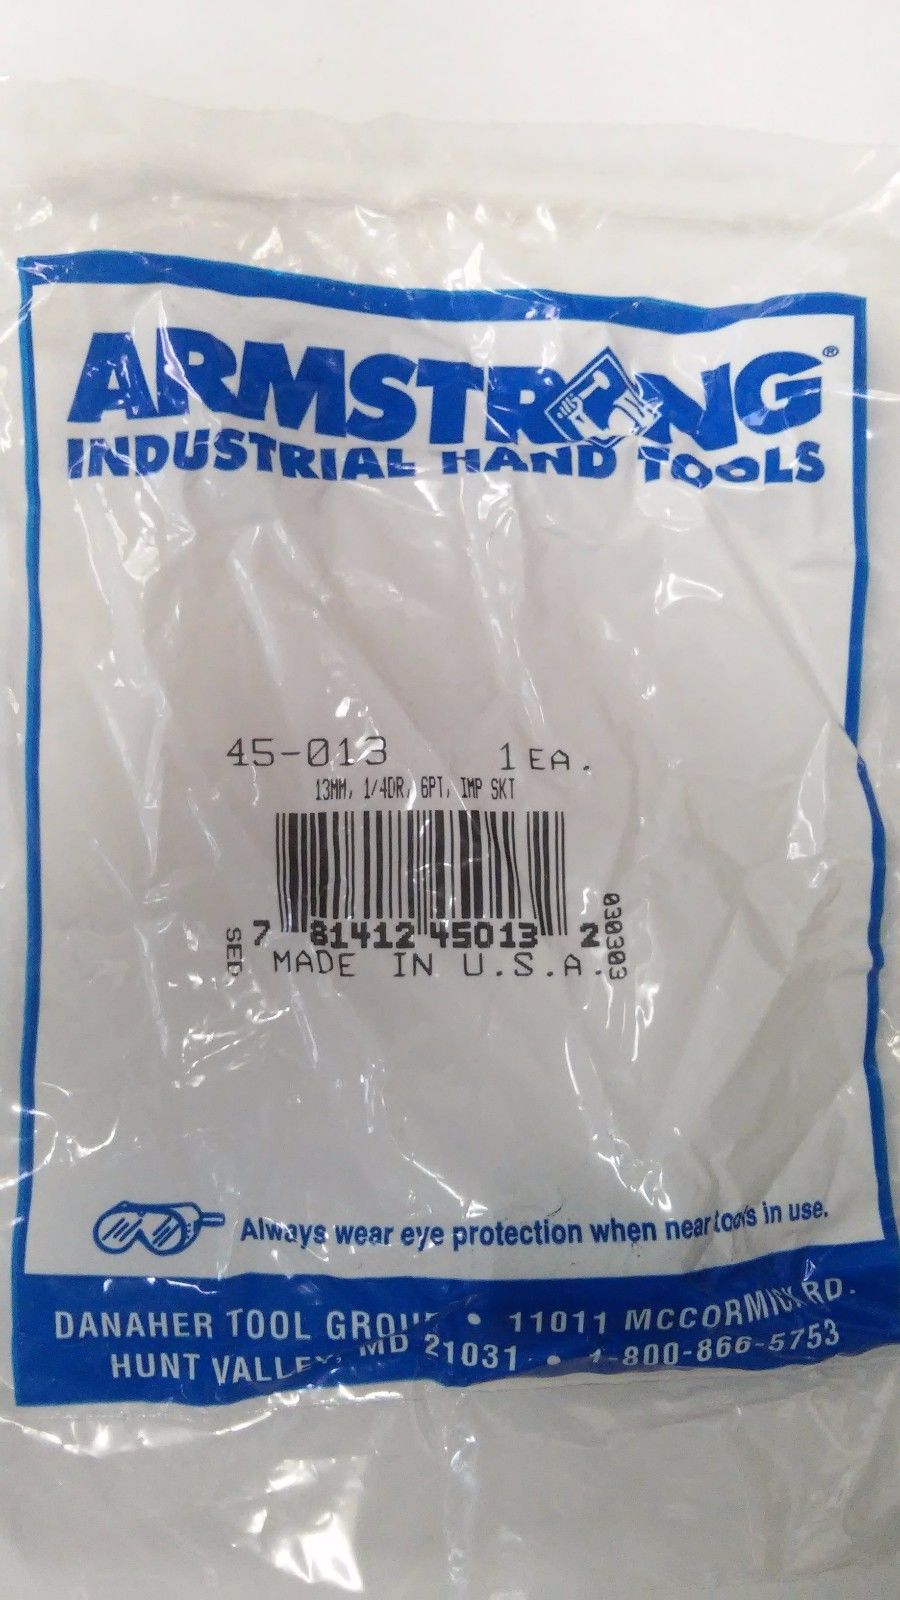 ARMSTRONG®
INDUSTRIAL HAND TOOLS
45-013 1 EA.
13MM, 1/4DR, 6PT, IMP SKT
SED
7 81412 45013 2
030303
MADE IN U.S.A.
Always wear eye protection when near tools in use.
DANAHER TOOL GROUP • 11011 MCCORMICK RD.
HUNT VALLEY, MD 21031 • 1-800-866-5753